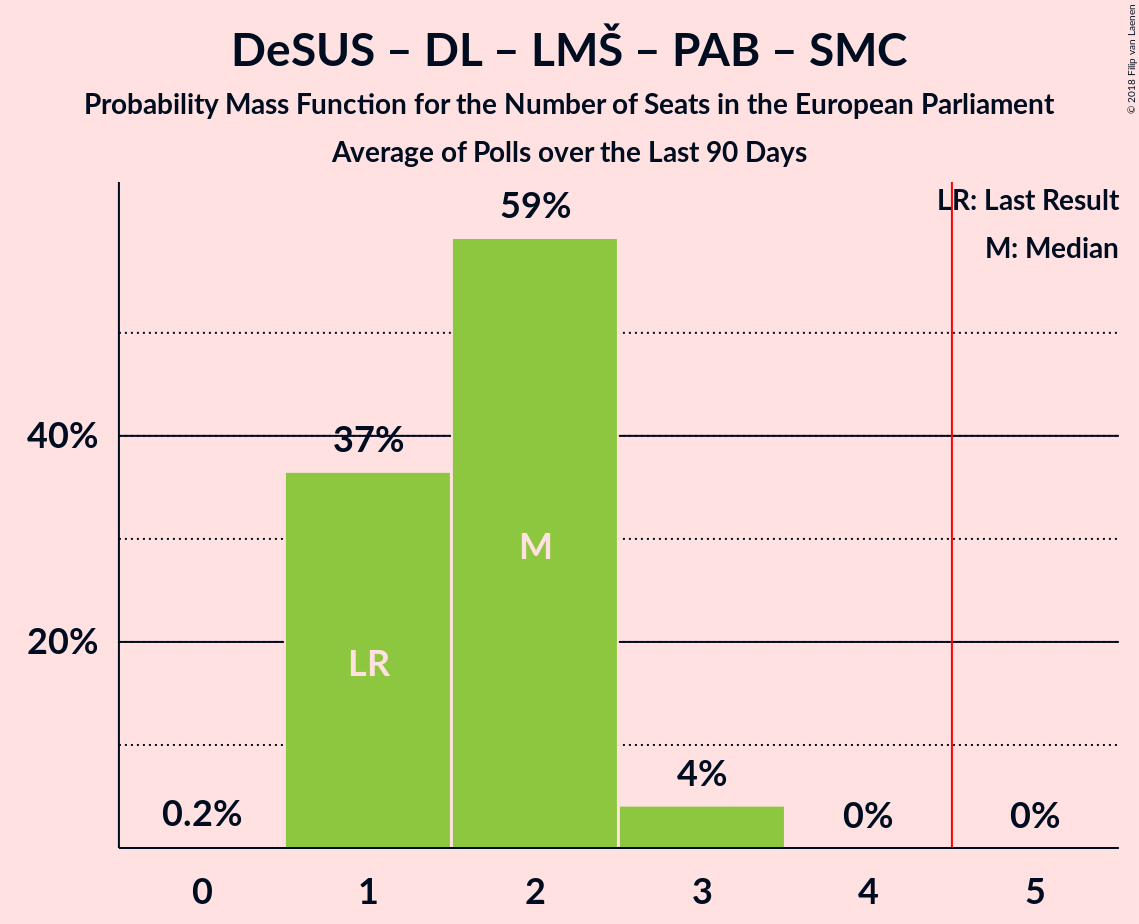 DeSUS – DL – LMŠ – PAB – SMC
Probability Mass Function for the Number of Seats in the European Parliament
Average of Polls over the Last 90 Days
© 2018 Filip van Laenen
LR: Last Result
M: Median
59%
40%
37%
M
20%
LR
4%
0.2%
0%
0%
0
1
2
3
4
5